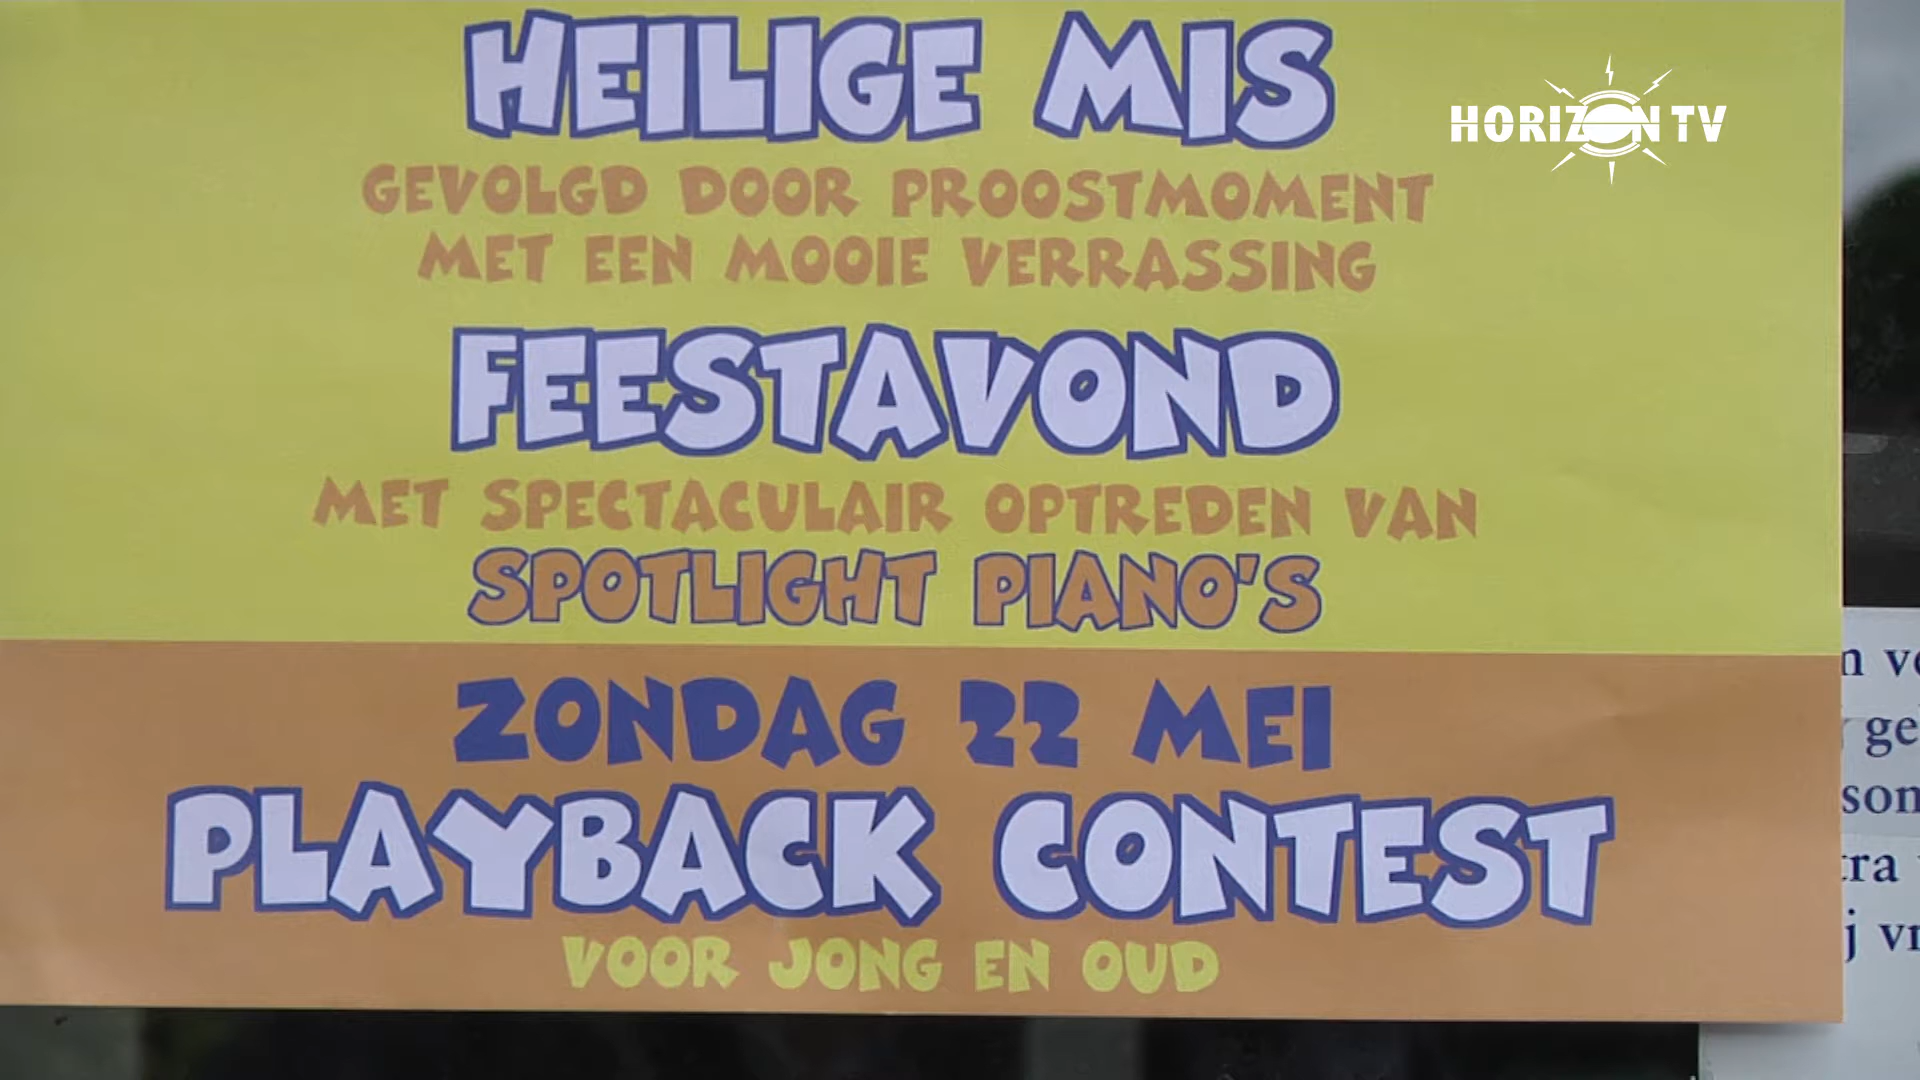 HEILIGE MIS
HORIZON TV
GEVOLGD DOOR PROOSTMOMENT
MET EEN MOOIE VERRASSING
FEESTAVOND
MET SPECTACULAIR OPTREDEN VAN
SPOTLIGHT PIANO'S
ZONDAG 22 MEI
PLAYBACK CONTEST
VOOR JONG EN OUD